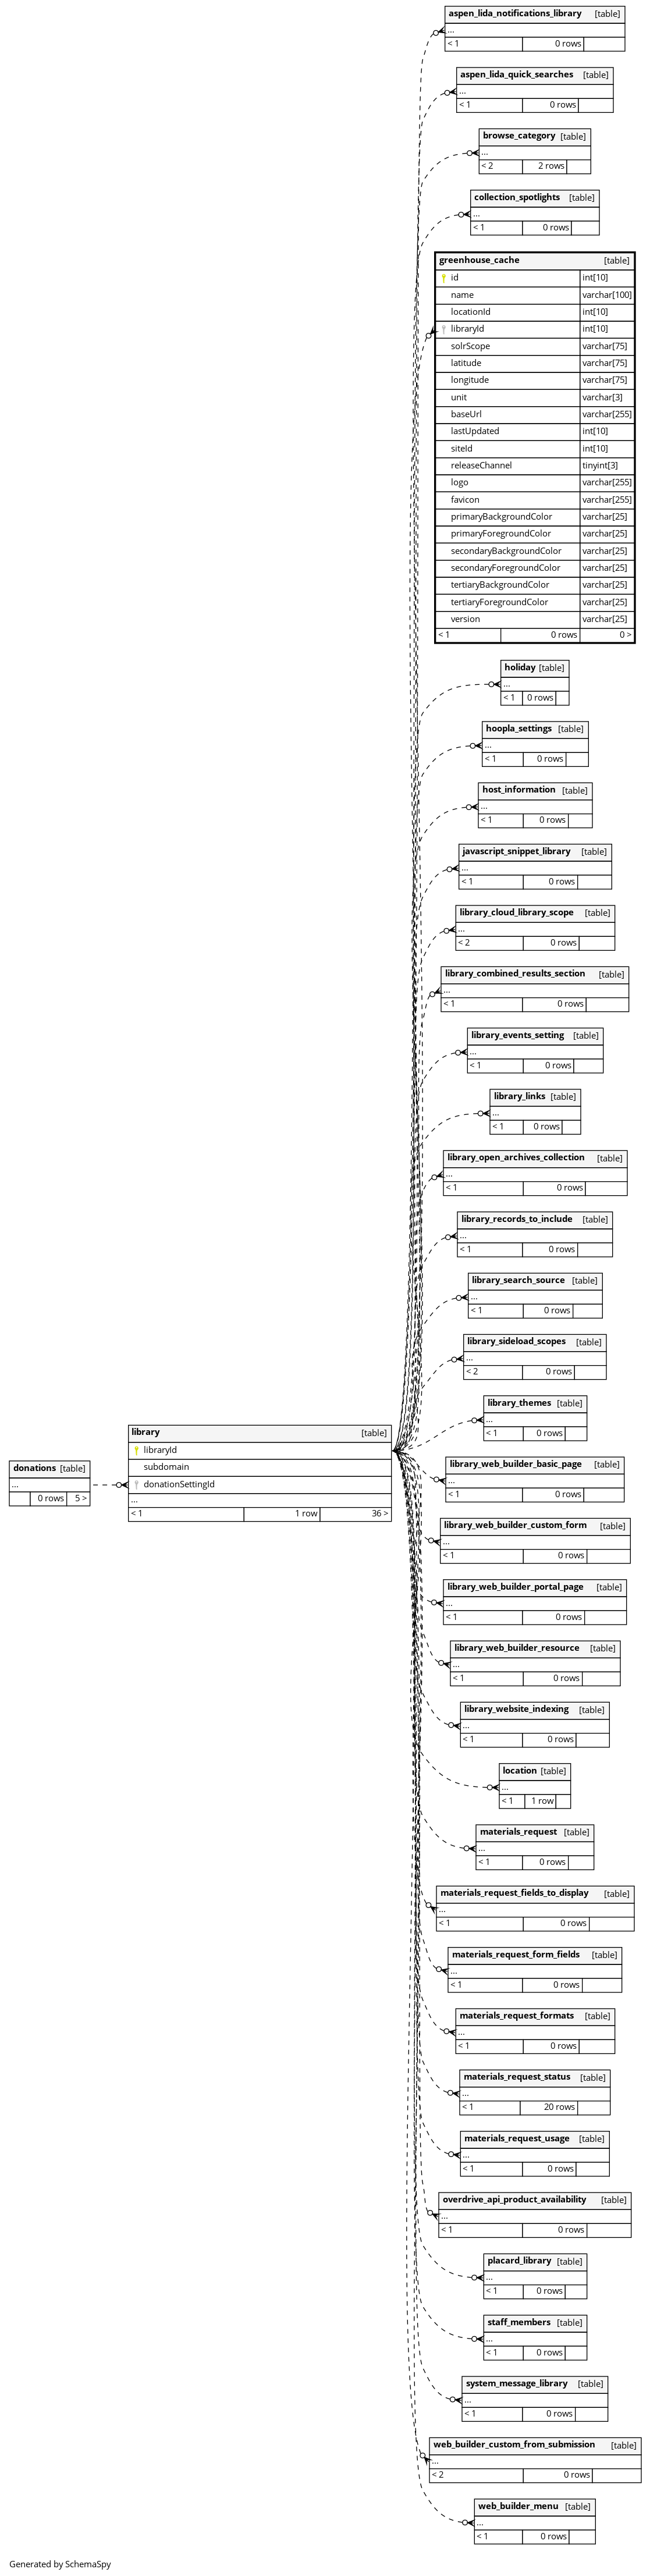 aspen_lida_notifications_library [table]
...
< 1 0 rows
aspen_lida_quick_searches [table]
...
< 1 0 rows
browse_category [table]
...
< 2 2 rows
collection_spotlights [table]
...
< 1 0 rows
greenhouse_cache [table]
id int[10]
name varchar[100]
locationId int[10]
libraryId int[10]
solrScope varchar[75]
latitude varchar[75]
longitude varchar[75]
unit varchar[3]
baseUrl varchar[255]
lastUpdated int[10]
siteId int[10]
releaseChannel tinyint[3]
logo varchar[255]
favicon varchar[255]
primaryBackgroundColor varchar[25]
primaryForegroundColor varchar[25]
secondaryBackgroundColor varchar[25]
secondaryForegroundColor varchar[25]
tertiaryBackgroundColor varchar[25]
tertiaryForegroundColor varchar[25]
version varchar[25]
< 1 0 rows 0 >
holiday [table]
...
< 1 0 rows
hoopla_settings [table]
...
< 1 0 rows
host_information [table]
...
< 1 0 rows
javascript_snippet_library [table]
...
< 1 0 rows
library_cloud_library_scope [table]
...
< 2 0 rows
library_combined_results_section [table]
...
< 1 0 rows
library_events_setting [table]
...
< 1 0 rows
library_links [table]
...
< 1 0 rows
library_open_archives_collection [table]
...
< 1 0 rows
library_records_to_include [table]
...
< 1 0 rows
library_search_source [table]
...
< 1 0 rows
library_sideload_scopes [table]
...
< 2 0 rows
library_themes [table]
...
< 1 0 rows
library [table]
libraryId
subdomain
donationSettingId
...
< 1 1 row 36 >
donations [table]
...
0 rows 5 >
library_web_builder_basic_page [table]
...
< 1 0 rows
library_web_builder_custom_form [table]
...
< 1 0 rows
library_web_builder_portal_page [table]
...
< 1 0 rows
library_web_builder_resource [table]
...
< 1 0 rows
library_website_indexing [table]
...
< 1 0 rows
location [table]
...
< 1 1 row
materials_request [table]
...
< 1 0 rows
materials_request_fields_to_display [table]
...
< 1 0 rows
materials_request_form_fields [table]
...
< 1 0 rows
materials_request_formats [table]
...
< 1 0 rows
materials_request_status [table]
...
< 1 20 rows
materials_request_usage [table]
...
< 1 0 rows
overdrive_api_product_availability [table]
...
< 1 0 rows
placard_library [table]
...
< 1 0 rows
staff_members [table]
...
< 1 0 rows
system_message_library [table]
...
< 1 0 rows
web_builder_custom_from_submission [table]
...
< 2 0 rows
web_builder_menu [table]
...
< 1 0 rows
Generated by SchemaSpy